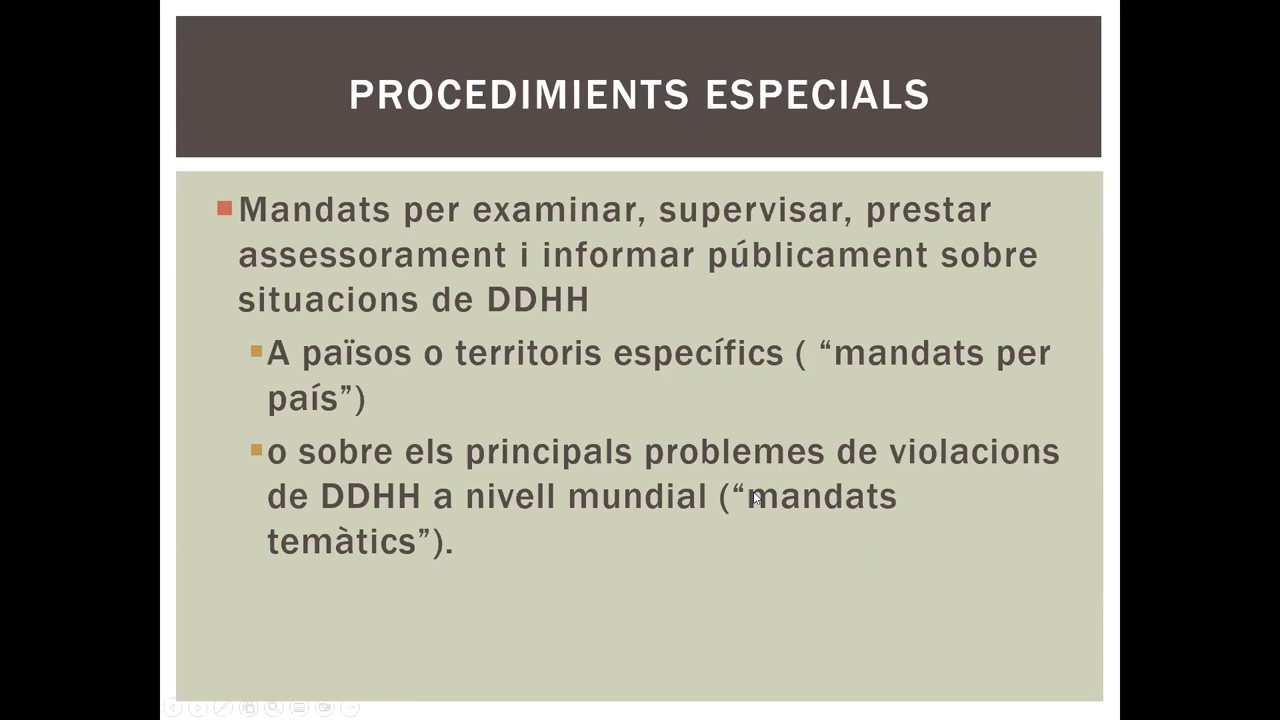 PROCEDIMIENTS ESPECIALS
Mandats per examinar, supervisar, prestar
assessorament i informar públicament sobre
situacions de DDHH
A països o territoris específics ( “mandats per
país”)
o sobre els principals problemes de violacions
de DDHH a nivell mundial (“mandats
temàtics”).